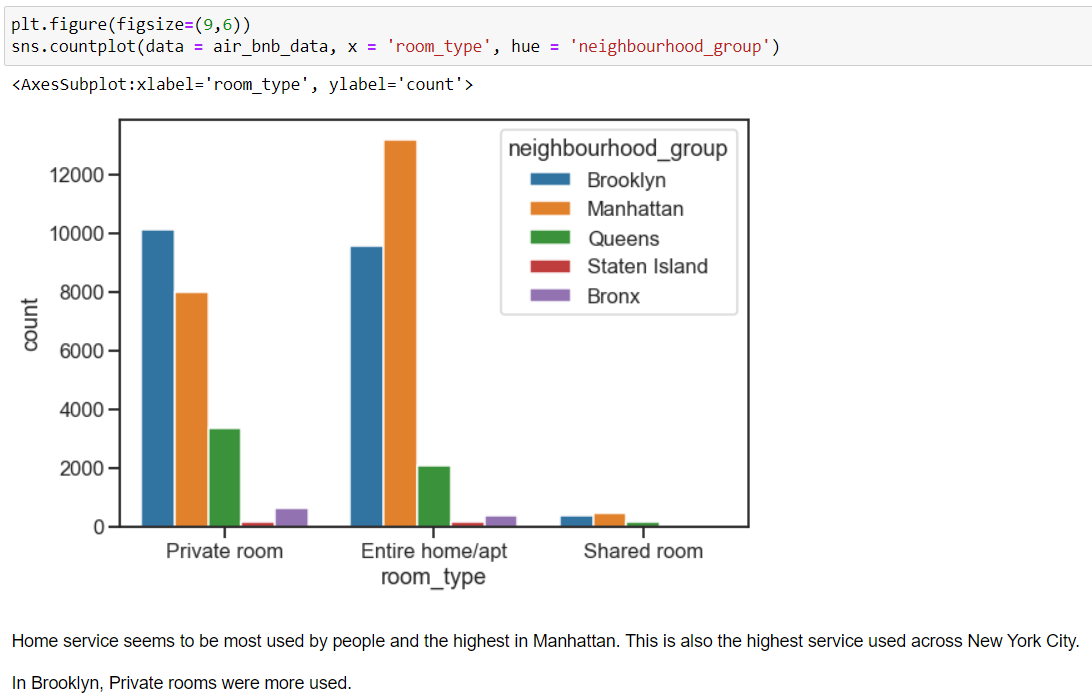 plt.figure(figsize=(9,6))
sns.countplot(data = air_bnb_data, x = 'room_type', hue = 'neighbourhood_group')
<AxesSubplot:xlabel='room_type', ylabel='count'>
neighbourhood_group
Brooklyn
Manhattan
Queens
Staten Island
Bronx
12000
10000
8000
6000
4000
2000
0
count
Private room
Entire home/apt
Shared room
room_type
Home service seems to be most used by people and the highest in Manhattan. This is also the highest service used across New York City.
In Brooklyn, Private rooms were more used.